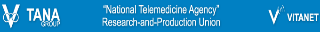 TANA
GROUP
“National Telemedicine Agency”
Research-and-Production Union
VITANET